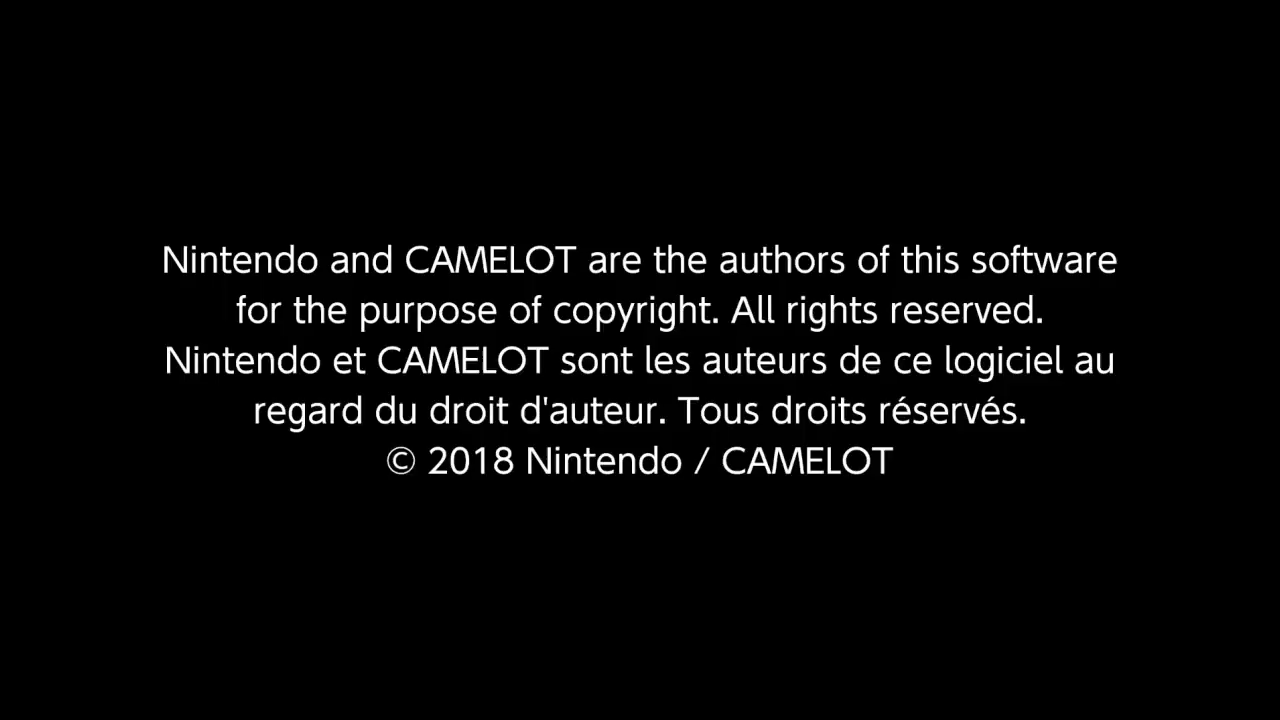 Nintendo and CAMELOT are the authors of this software
for the purpose of copyright. All rights reserved.
Nintendo et CAMELOT sont les auteurs de ce logiciel au
regard du droit d'auteur. Tous droits réservés.
© 2018 Nintendo / CAMELOT